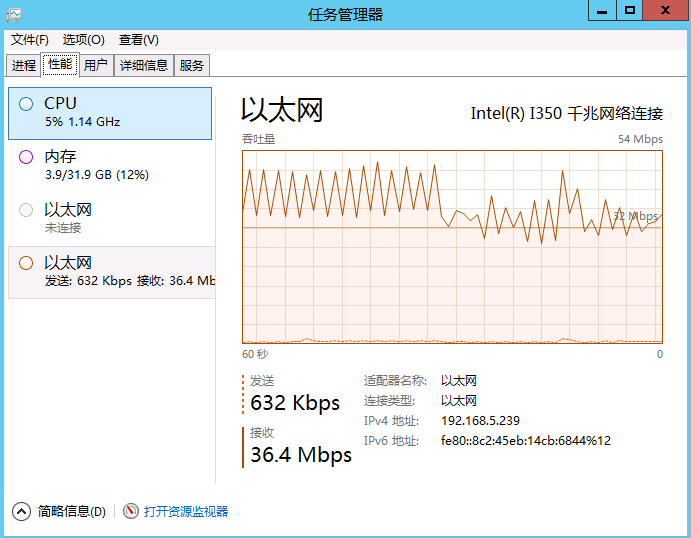 任务管理器
文件(F) 选项(O) 查看(V)
进程 性能 用户 详细信息 服务
CPU
5% 1.14 GHz
内存
3.9/31.9 GB (12%)
以太网
未连接
以太网
发送: 632 Kbps 接收: 36.4 Mb
以太网 Intel(R) I350 千兆网络连接
吞吐量 54 Mbps
32 Mbps
60 秒 0
发送
632 Kbps
接收
36.4 Mbps
适配器名称: 以太网
连接类型: 以太网
IPv4 地址: 192.168.5.239
IPv6 地址: fe80::8c2:45eb:14cb:6844%12
简略信息(D) 打开资源监视器